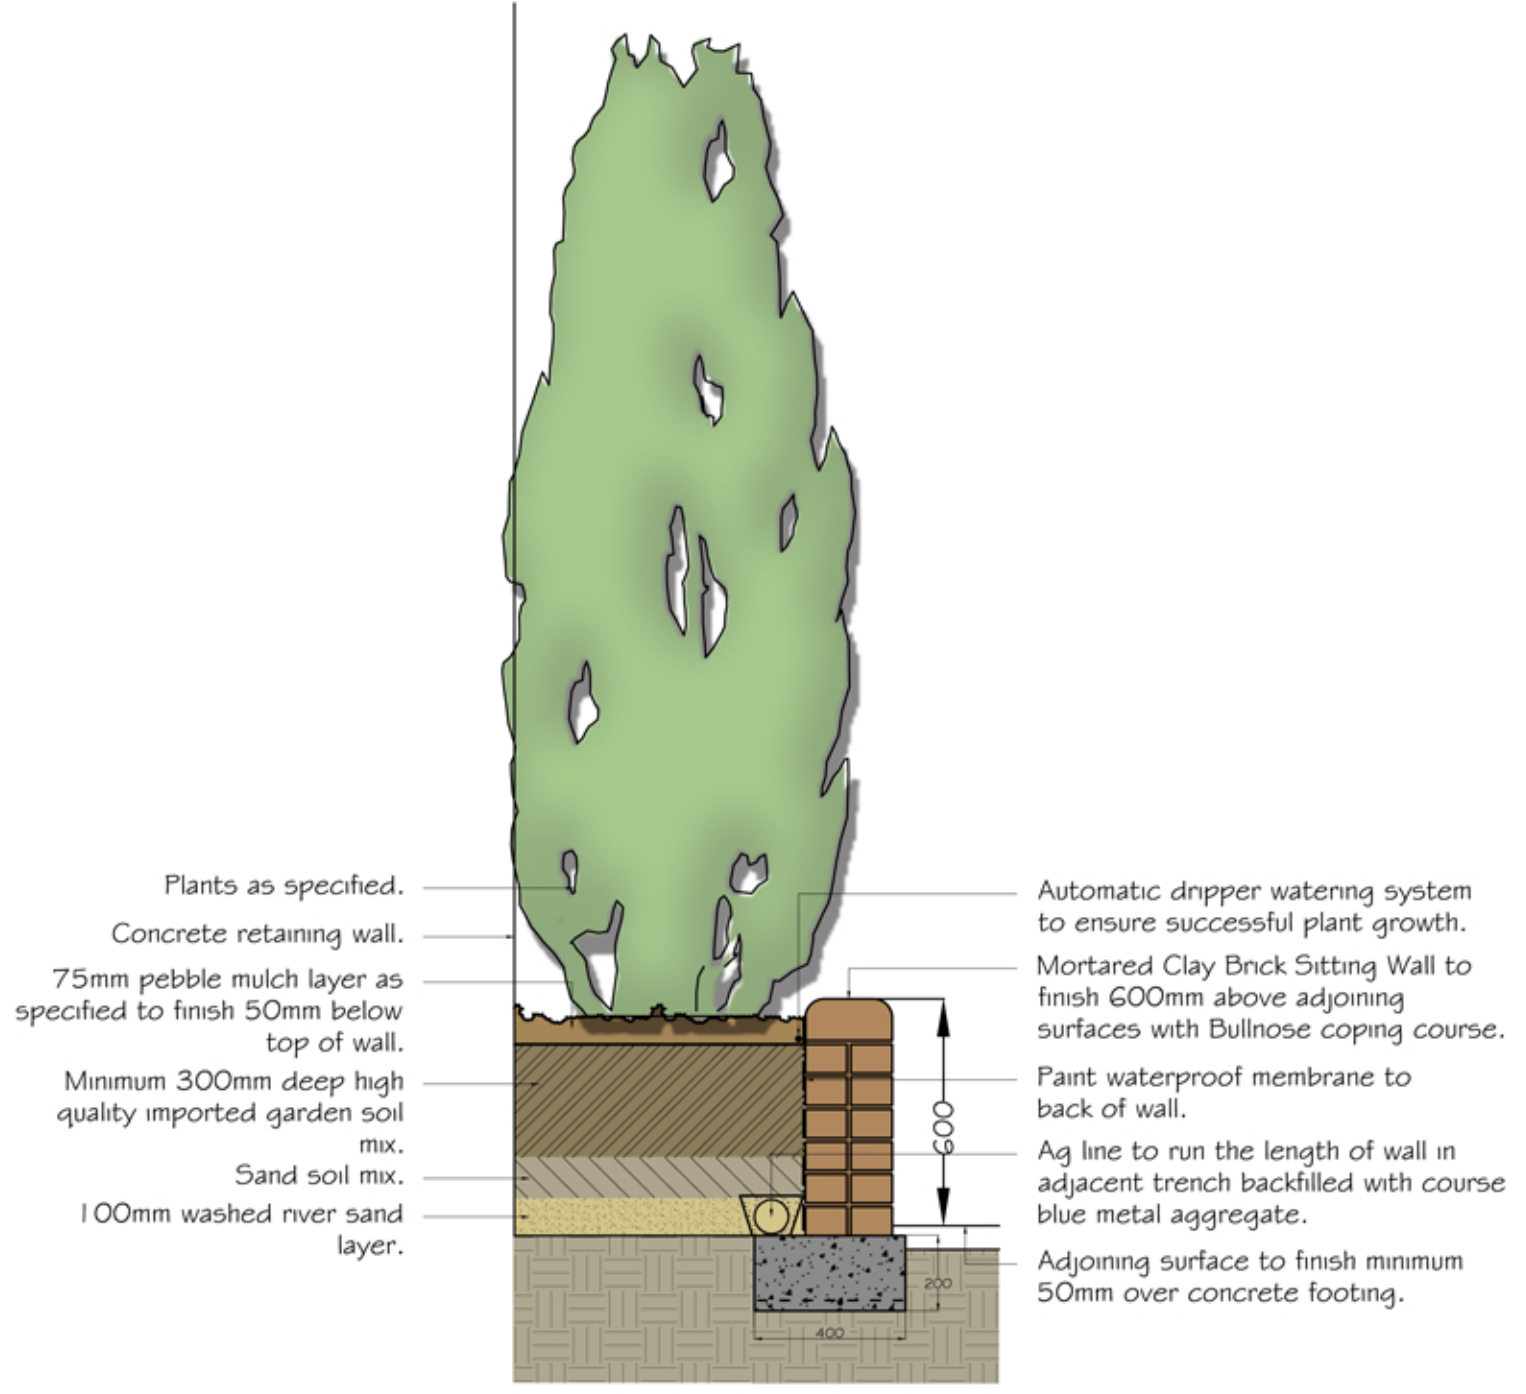 Plants as specified.
Concrete retaining wall.
75mm pebble mulch layer as
specified to finish 50mm below
top of wall.
Minimum 300mm deep high
quality imported garden soil
mix.
Sand soil mix.
100mm washed river sand
layer.
Automatic dripper watering system
to ensure successful plant growth.
Mortared Clay Brick Sitting Wall to
finish 600mm above adjoining
surfaces with Bullnose coping course.
Paint waterproof membrane to
back of wall.
Ag line to run the length of wall in
adjacent trench backfilled with course
blue metal aggregate.
Adjoining surface to finish minimum
50mm over concrete footing.
600
200
400